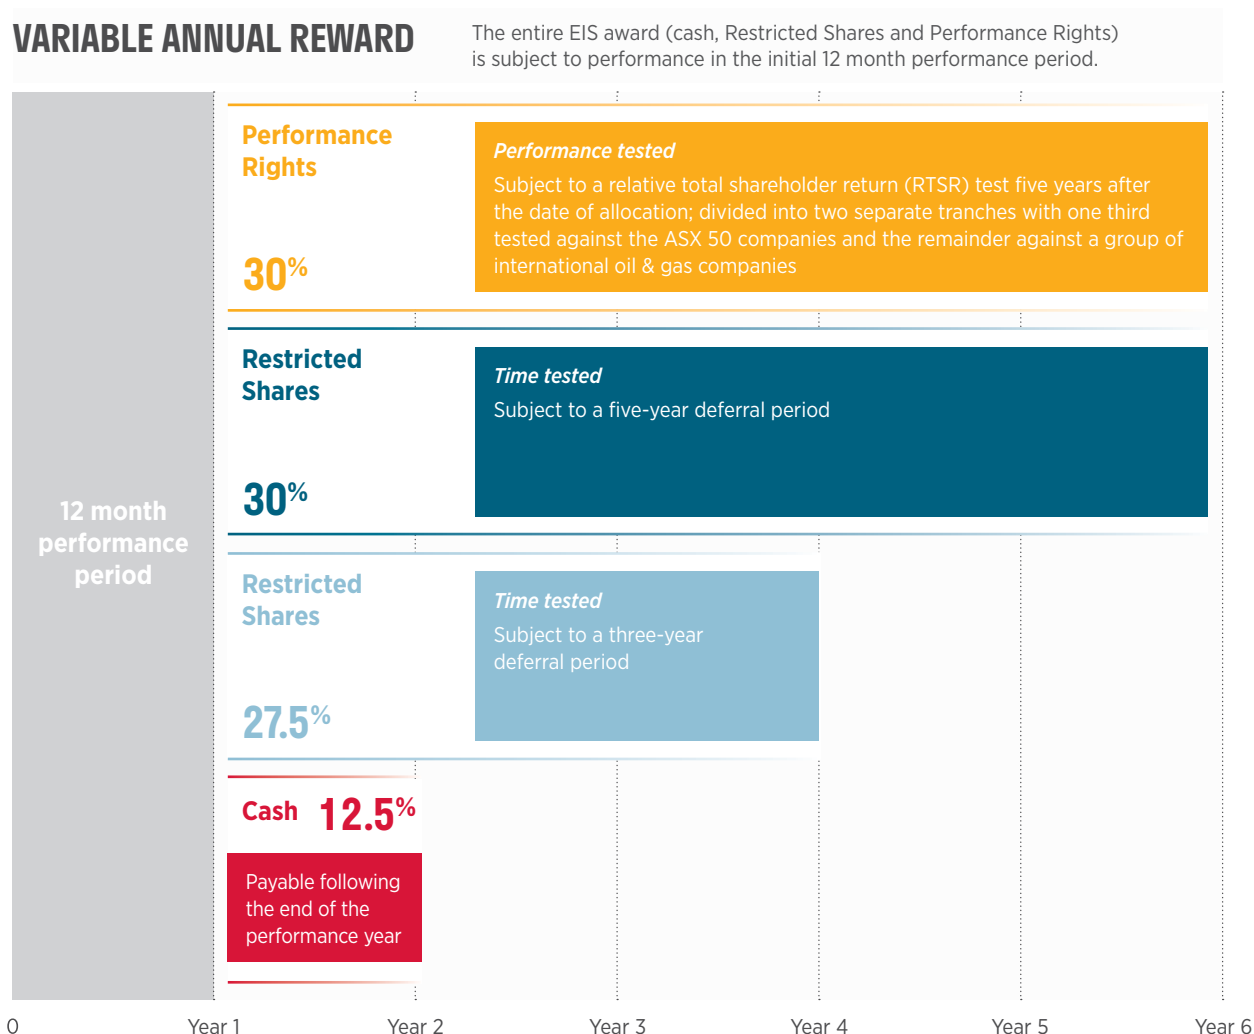 VARIABLE ANNUAL REWARD
The entire EIS award (cash, Restricted Shares and Performance Rights)
is subject to performance in the initial 12 month performance period.
12 month
performance
period
Performance
Rights
30%
Performance tested
Subject to a relative total shareholder return (RTSR) test five years after
the date of allocation; divided into two separate tranches with one third
tested against the ASX 50 companies and the remainder against a group of
international oil & gas companies
Restricted
Shares
30%
Time tested
Subject to a five-year deferral period
Restricted
Shares
27.5%
Time tested
Subject to a three-year
deferral period
Cash 12.5%
Payable following
the end of the
performance year
0 Year 1 Year 2 Year 3 Year 4 Year 5 Year 6